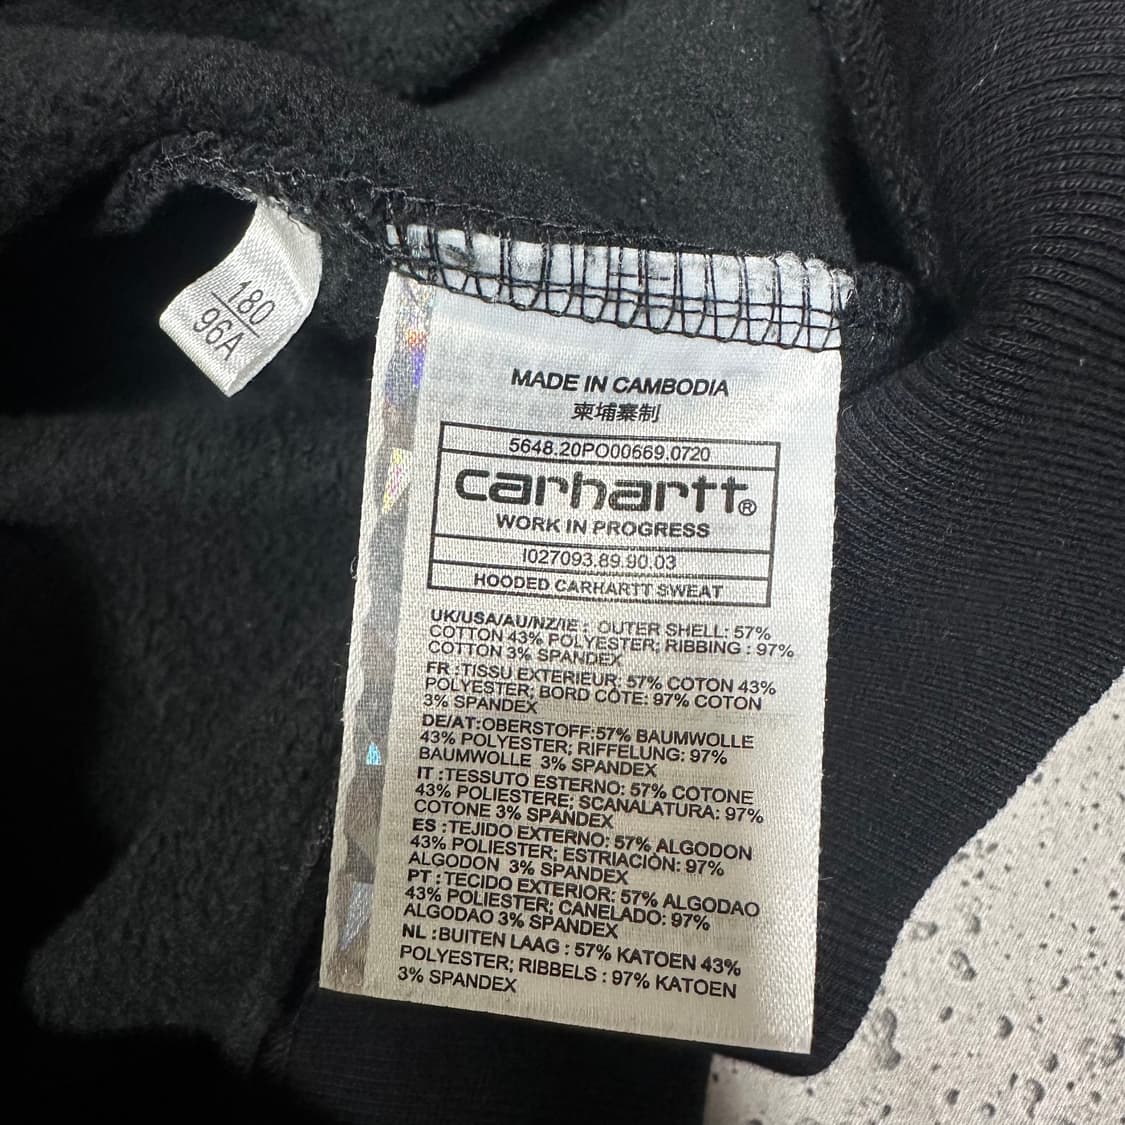 180
96A
MADE IN CAMBODIA
柬埔寨制
5648.20PO00669.0720
carhartt®
WORK IN PROGRESS
I027093.89.90.03
HOODED CARHARTT SWEAT
UK/USA/AU/NZ/IE : OUTER SHELL: 57%
COTTON 43% POLYESTER; RIBBING : 97%
COTTON 3% SPANDEX
FR :TISSU EXTERIEUR: 57% COTON 43%
POLYESTER; BORD CÔTE: 97% COTON
3% SPANDEX
DE/AT:OBERSTOFF:57% BAUMWOLLE
43% POLYESTER; RIFFELUNG: 97%
BAUMWOLLE 3% SPANDEX
IT :TESSUTO ESTERNO: 57% COTONE
43% POLIESTERE; SCANALATURA: 97%
COTONE 3% SPANDEX
ES :TEJIDO EXTERNO: 57% ALGODON
43% POLIESTER; ESTRIACIÒN: 97%
ALGODON 3% SPANDEX
PT : TECIDO EXTERIOR: 57% ALGODAO
43% POLIESTER; CANELADO: 97%
ALGODAO 3% SPANDEX
NL :BUITEN LAAG : 57% KATOEN 43%
POLYESTER; RIBBELS : 97% KATOEN
3% SPANDEX